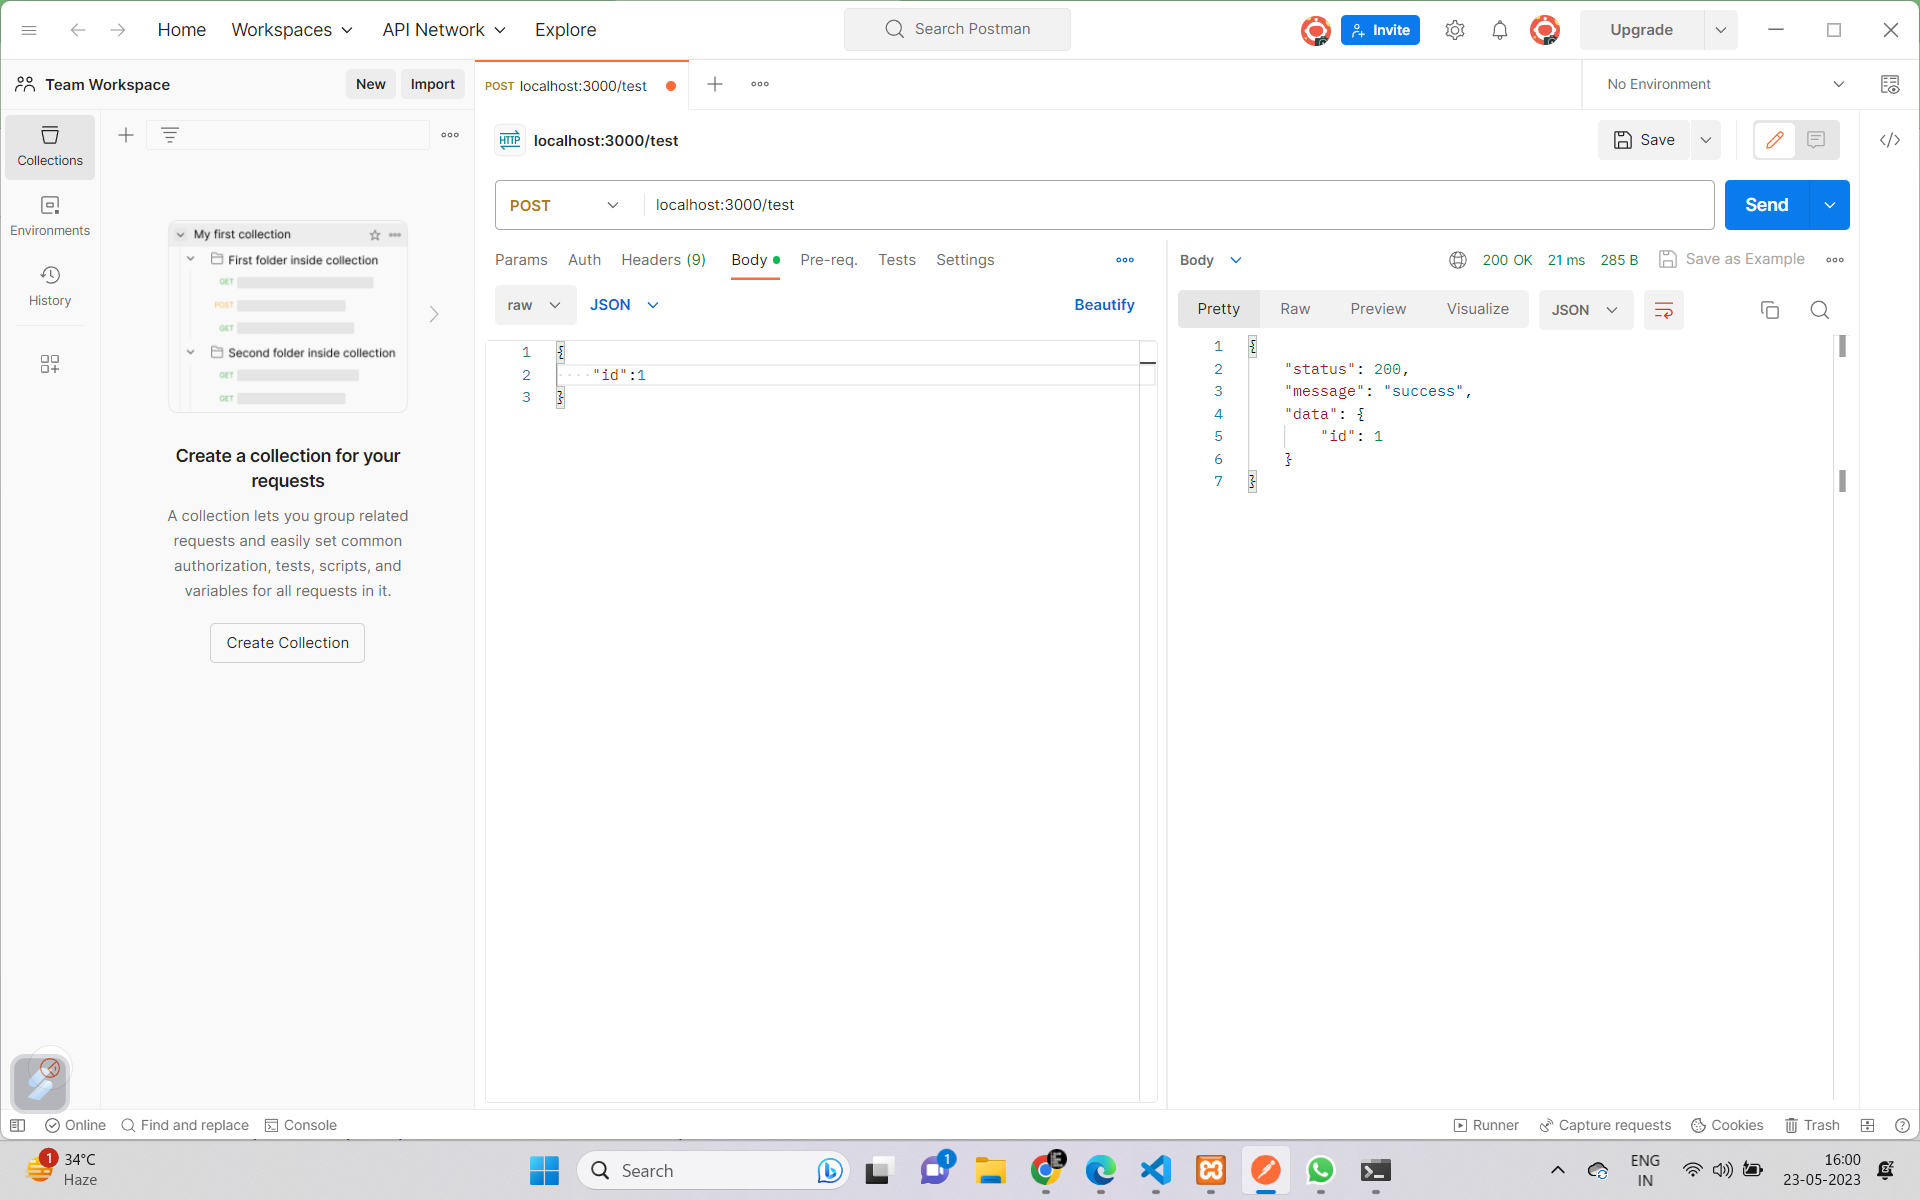 Home
Workspaces
API Network
Explore
Search Postman
Invite
Upgrade
Team Workspace
New
Import
POST localhost:3000/test
No Environment
Collections
Environments
History
My first collection
First folder inside collection
GET
POST
GET
Second folder inside collection
GET
GET
Create a collection for your
requests
A collection lets you group related
requests and easily set common
authorization, tests, scripts, and
variables for all requests in it.
Create Collection
HTTP localhost:3000/test
Save
POST
localhost:3000/test
Send
Params
Auth
Headers (9)
Body
Pre-req.
Tests
Settings
raw
JSON
Beautify
1 {
2 "id":1
3 }
Body
200 OK
21 ms
285 B
Save as Example
Pretty
Raw
Preview
Visualize
JSON
1 {
2 "status": 200,
3 "message": "success",
4 "data": {
5 "id": 1
6 }
7 }
Online
Find and replace
Console
Runner
Capture requests
Cookies
Trash
1
34°C
Haze
Search
1
E
ENG
IN
16:00
23-05-2023